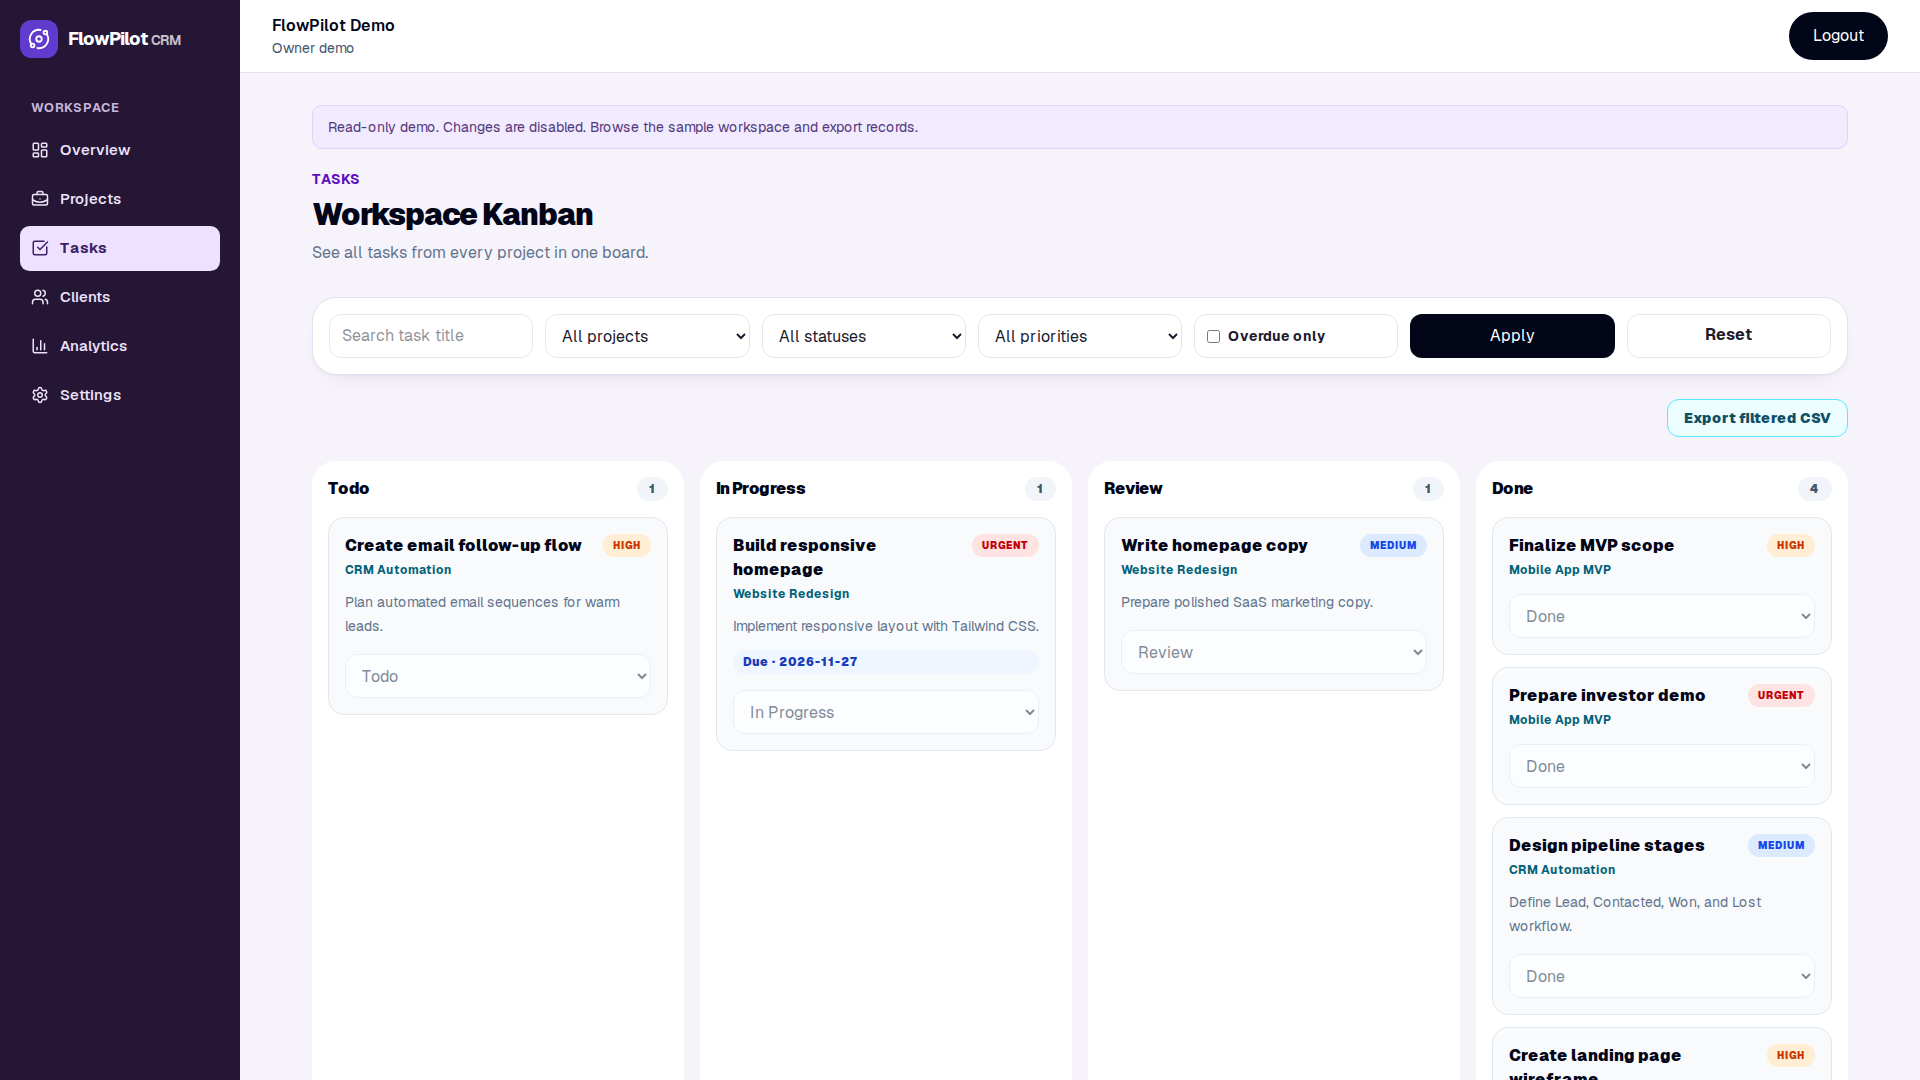 FlowPilot CRM
WORKSPACE
Overview
Projects
Tasks
Clients
Analytics
Settings
FlowPilot Demo
Owner demo
Logout
Read-only demo. Changes are disabled. Browse the sample workspace and export records.
TASKS
Workspace Kanban
See all tasks from every project in one board.
Search task title
All projects
All statuses
All priorities
Overdue only
Apply
Reset
Export filtered CSV
Todo
1
Create email follow-up flow
HIGH
CRM Automation
Plan automated email sequences for warm
leads.
Todo
In Progress
1
Build responsive
homepage
URGENT
Website Redesign
Implement responsive layout with Tailwind CSS.
Due · 2026-11-27
In Progress
Review
1
Write homepage copy
MEDIUM
Website Redesign
Prepare polished SaaS marketing copy.
Review
Done
4
Finalize MVP scope
HIGH
Mobile App MVP
Done
Prepare investor demo
URGENT
Mobile App MVP
Done
Design pipeline stages
MEDIUM
CRM Automation
Define Lead, Contacted, Won, and Lost
workflow.
Done
Create landing page
HIGH
wireframe